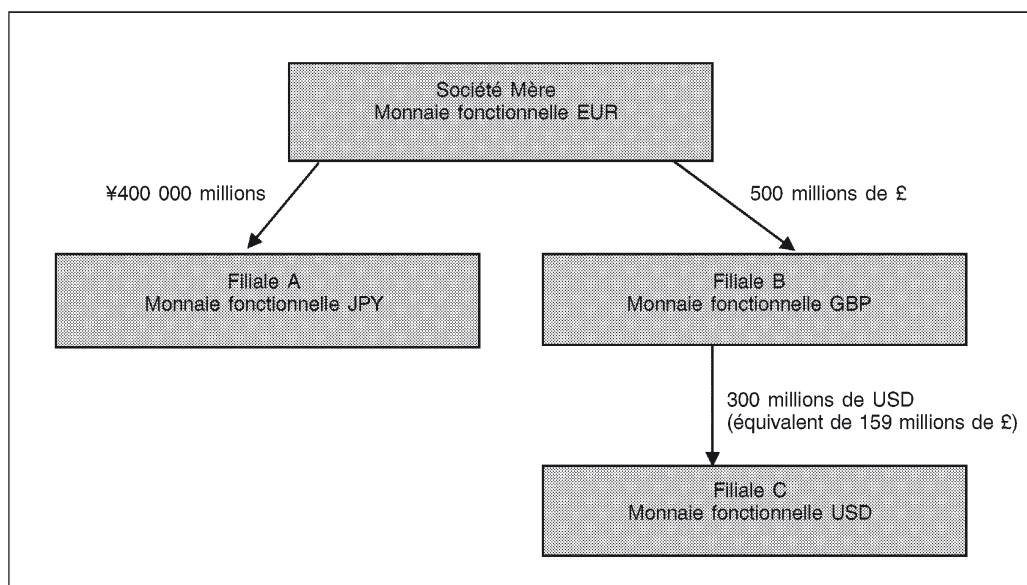 Société Mère
Monnaie fonctionnelle EUR
¥400 000 millions
500 millions de £
Filiale A
Monnaie fonctionnelle JPY
Filiale B
Monnaie fonctionnelle GBP
300 millions de USD
(équivalent de 159 millions de £)
Filiale C
Monnaie fonctionnelle USD